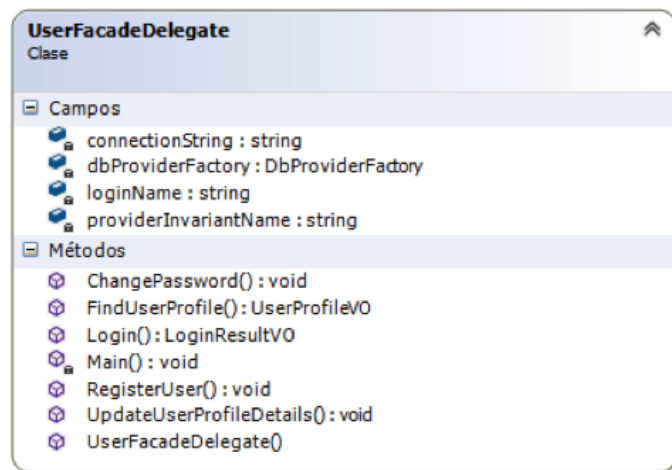 UserFacadeDelegate
Clase
Campos
connectionString : string
dbProviderFactory : DbProviderFactory
loginName : string
providerInvariantName : string
Métodos
ChangePassword() : void
FindUserProfile() : UserProfileVO
Login() : LoginResultVO
Main() : void
RegisterUser() : void
UpdateUserProfileDetails() : void
UserFacadeDelegate()